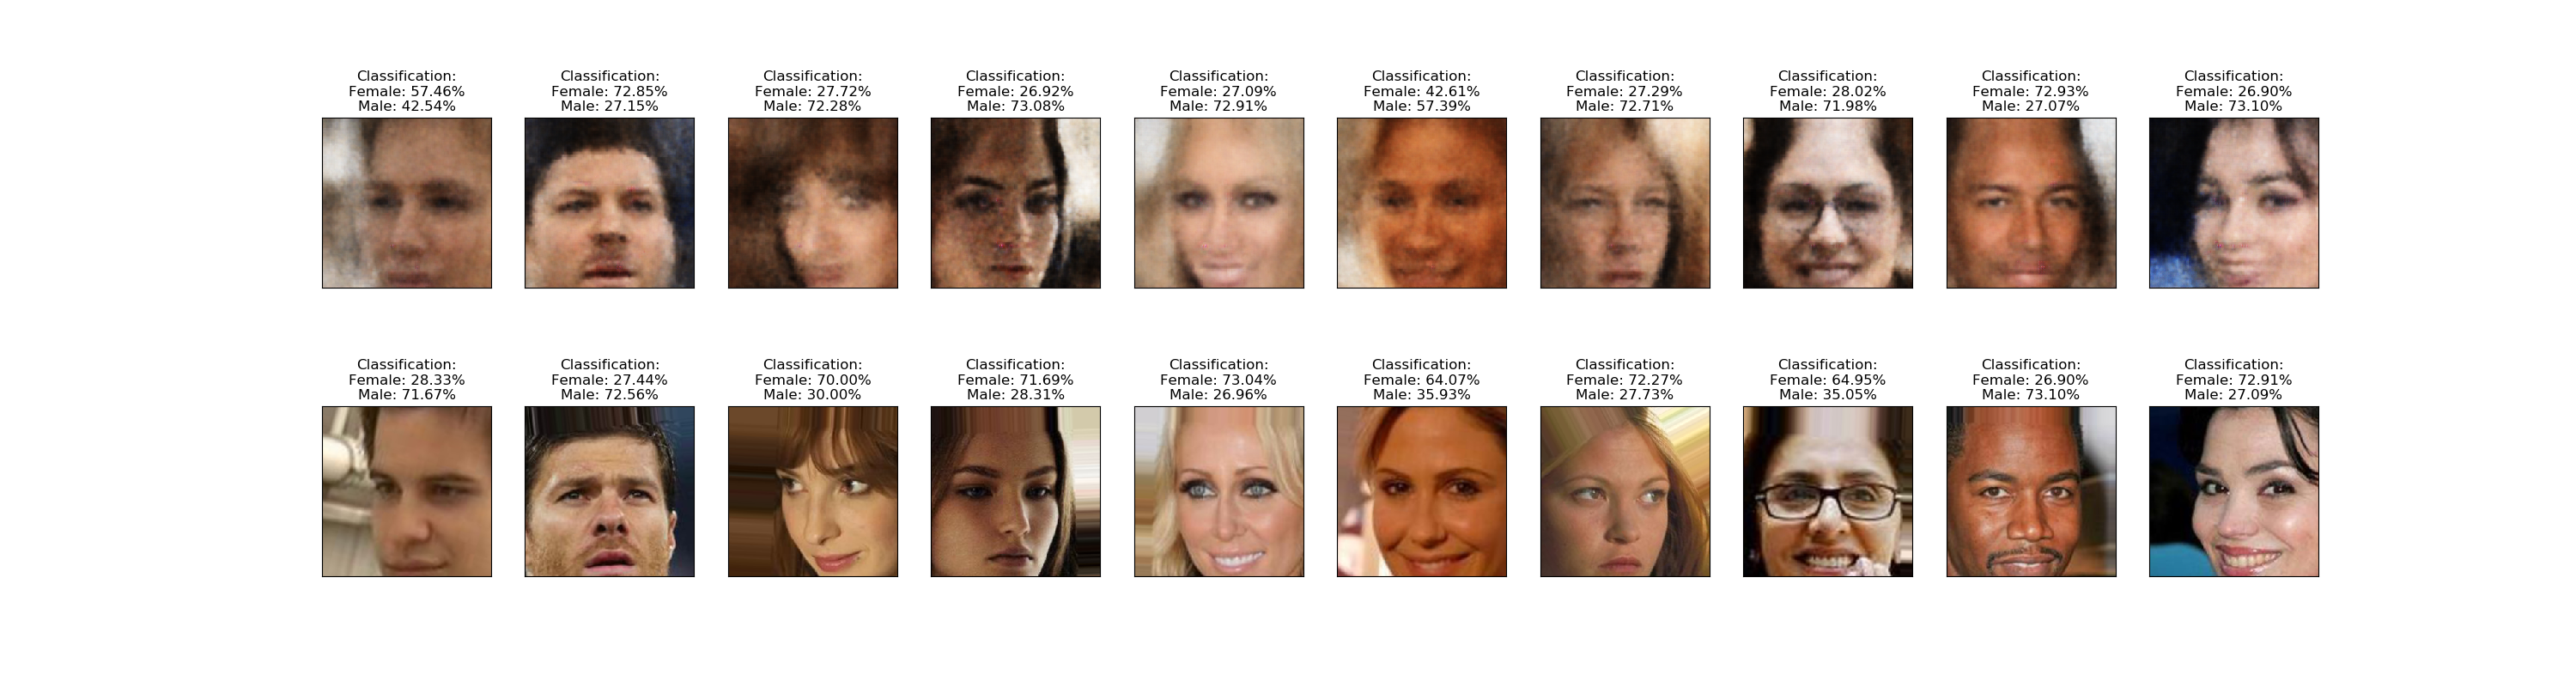 Classification:
Female: 57.46%
Male: 42.54%
Classification:
Female: 72.85%
Male: 27.15%
Classification:
Female: 27.72%
Male: 72.28%
Classification:
Female: 26.92%
Male: 73.08%
Classification:
Female: 27.09%
Male: 72.91%
Classification:
Female: 42.61%
Male: 57.39%
Classification:
Female: 27.29%
Male: 72.71%
Classification:
Female: 28.02%
Male: 71.98%
Classification:
Female: 72.93%
Male: 27.07%
Classification:
Female: 26.90%
Male: 73.10%
Classification:
Female: 28.33%
Male: 71.67%
Classification:
Female: 27.44%
Male: 72.56%
Classification:
Female: 70.00%
Male: 30.00%
Classification:
Female: 71.69%
Male: 28.31%
Classification:
Female: 73.04%
Male: 26.96%
Classification:
Female: 64.07%
Male: 35.93%
Classification:
Female: 72.27%
Male: 27.73%
Classification:
Female: 64.95%
Male: 35.05%
Classification:
Female: 26.90%
Male: 73.10%
Classification:
Female: 72.91%
Male: 27.09%